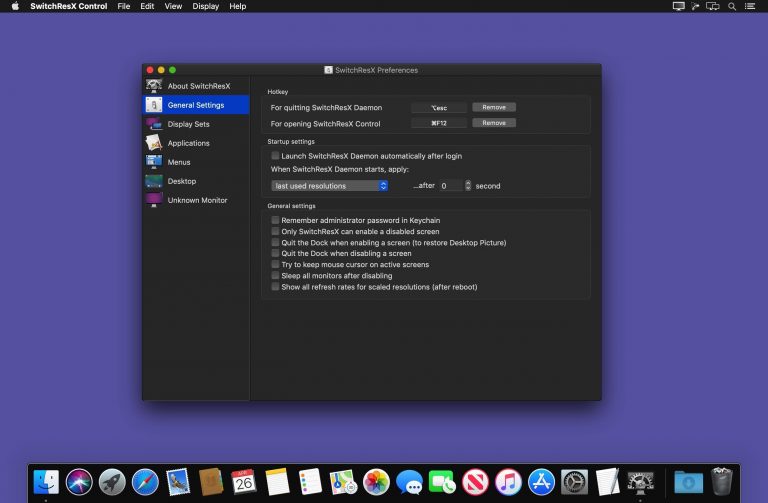 SwitchResX Control File Edit View Display Help
SwitchResX Preferences
About SwitchResX
General Settings
Display Sets
Applications
Menus
Desktop
Unknown Monitor
Hotkey
For quitting SwitchResX Daemon ⌥esc Remove
For opening SwitchResX Control ⌘F12 Remove
Startup settings
Launch SwitchResX Daemon automatically after login
When SwitchResX Daemon starts, apply:
last used resolutions ...after 0 second
General settings
Remember administrator password in Keychain
Only SwitchResX can enable a disabled screen
Quit the Dock when enabling a screen (to restore Desktop Picture)
Quit the Dock when disabling a screen
Try to keep mouse cursor on active screens
Sleep all monitors after disabling
Show all refresh rates for scaled resolutions (after reboot)
APR
26